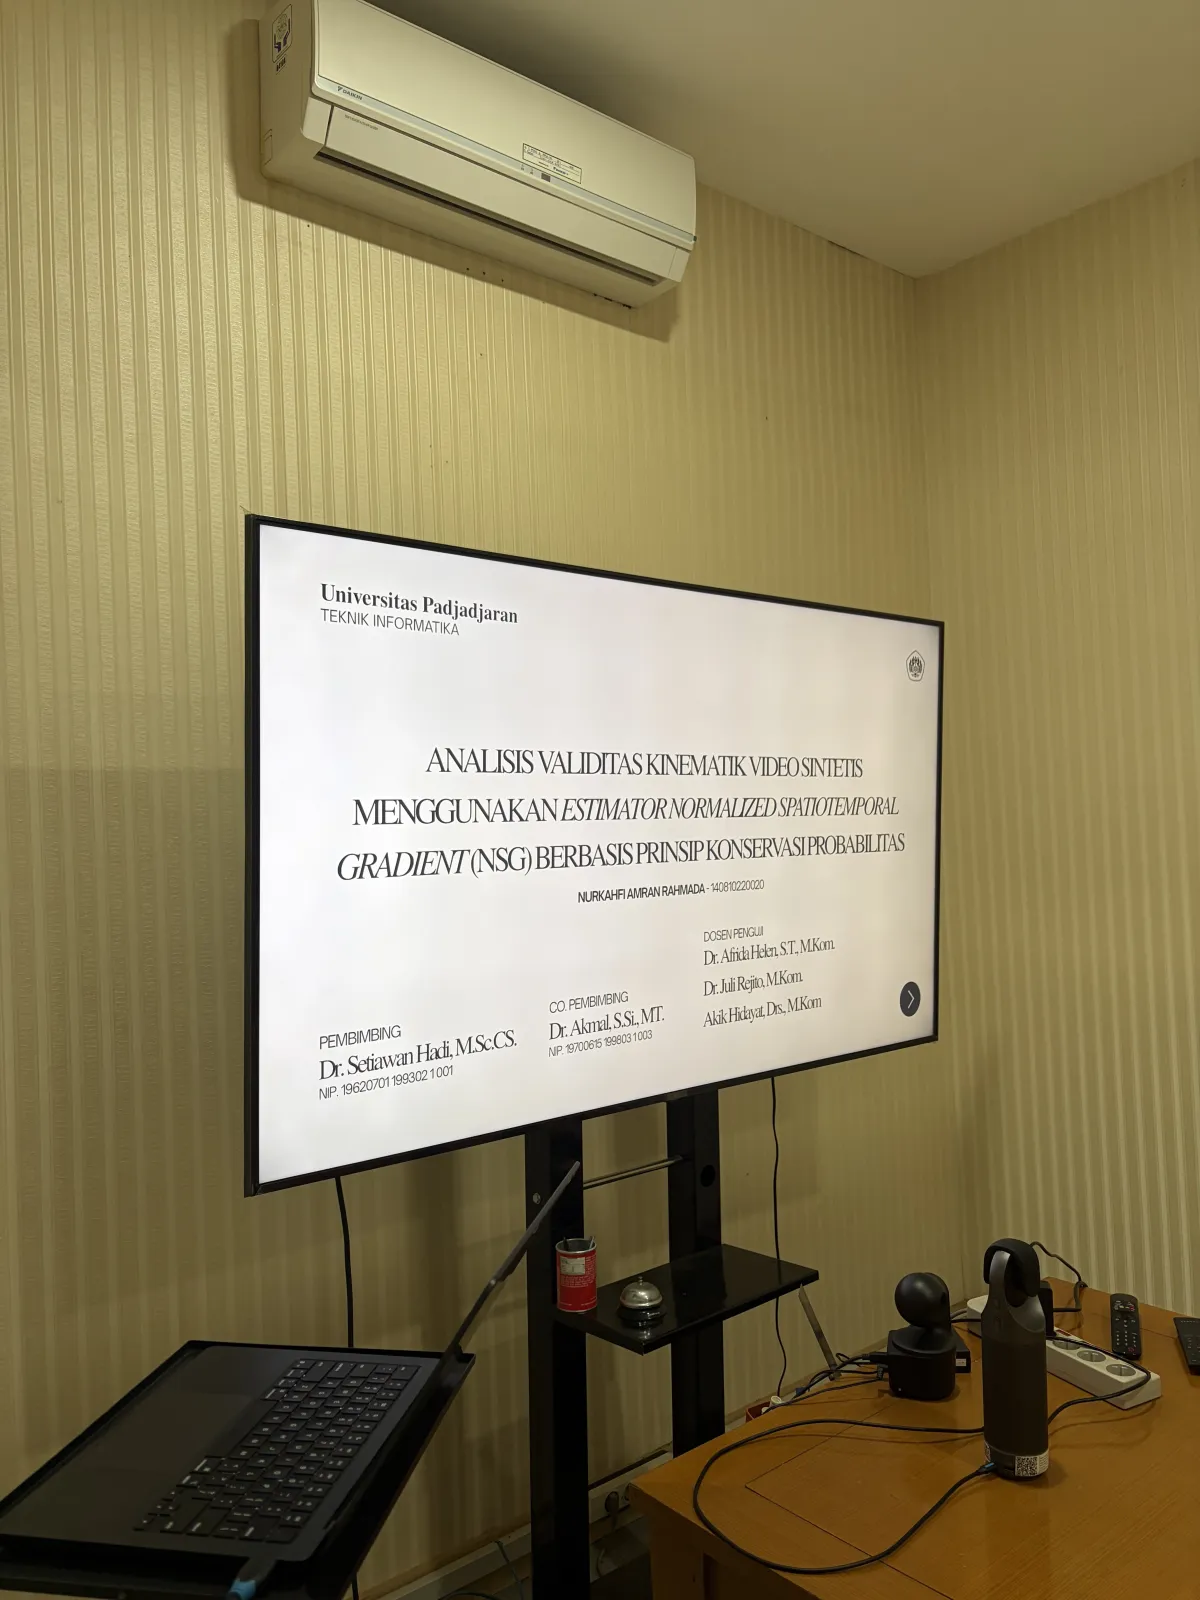 DAIKIN
Universitas Padjadjaran
TEKNIK INFORMATIKA
ANALISIS VALIDITAS KINEMATIK VIDEO SINTETIS
MENGGUNAKAN ESTIMATOR NORMALIZED SPATIOTEMPORAL
GRADIENT (NSG) BERBASIS PRINSIP KONSERVASI PROBABILITAS
NURKAHFI AMRAN RAHMADA - 140810220020
DOSEN PENGUJI
Dr. Afrida Helen, S.T., M.Kom.
Dr. Juli Rejito, M.Kom.
Akik Hidayat, Drs., M.Kom
CO. PEMBIMBING
Dr. Akmal, S.Si., MT.
NIP. 19700615 199803 1 003
PEMBIMBING
Dr. Setiawan Hadi, M.Sc.CS.
NIP. 19620701 199302 1 001